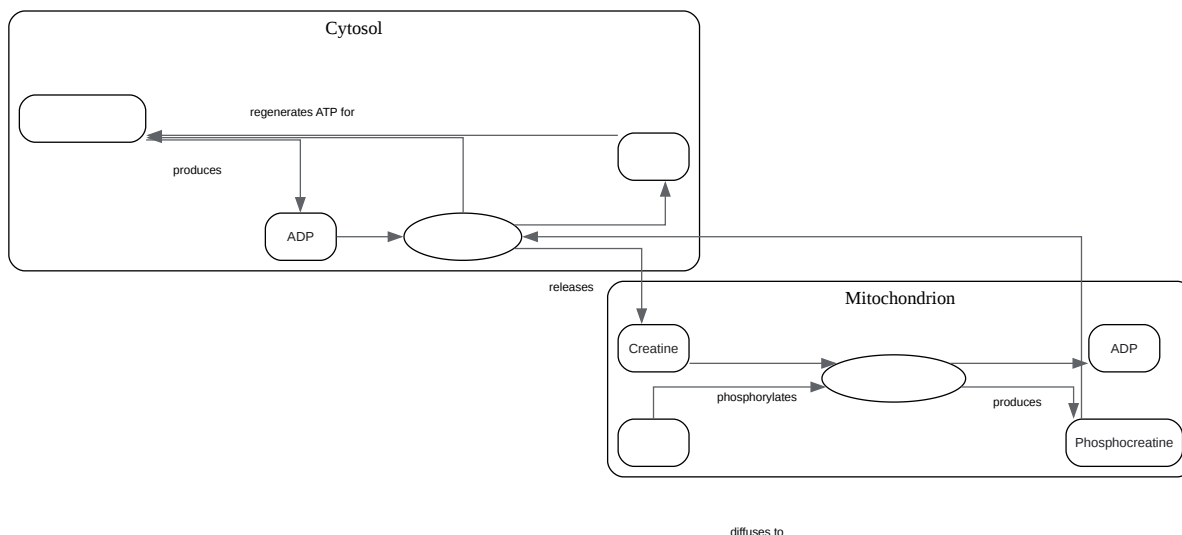 Cytosol
regenerates ATP for
produces
ADP
releases
Mitochondrion
Creatine
ADP
phosphorylates
produces
Phosphocreatine
diffuses to